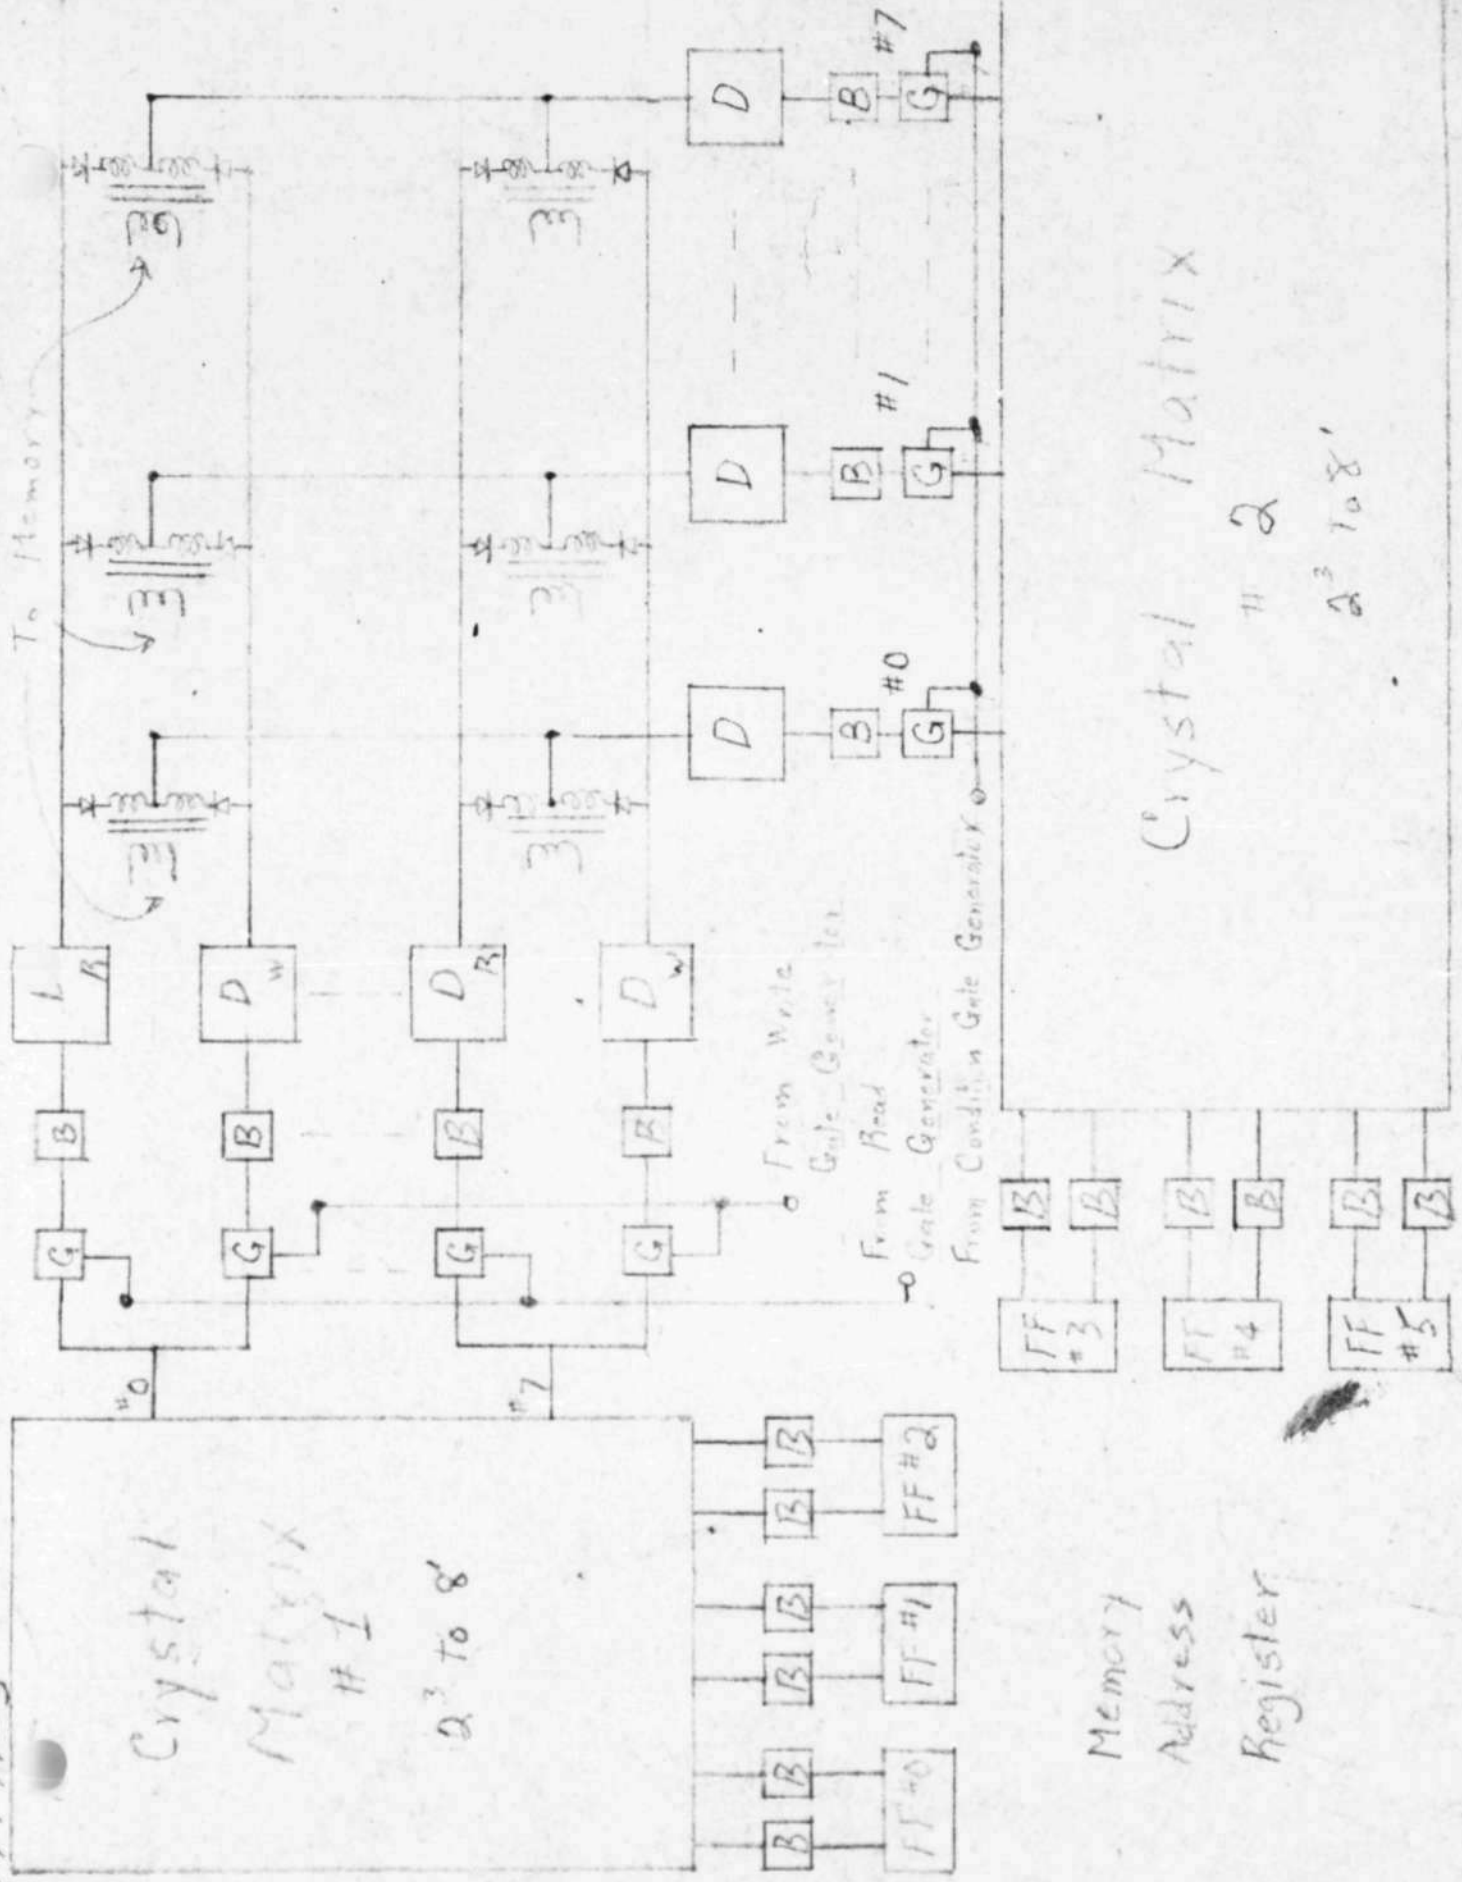 To Memory
D
R
B
G
D
W
B
G
D
R
B
G
D
W
B
G
#0
#7
Crystal
Matrix
#1
2³ to 8'
B
B
FF #0
B
B
FF #1
B
B
FF #2
Memory
Address
Register
From Write
Gate Generator
From Read
Gate Generator
From Condition Gate Generator
D
B
#0
G
D
B
#1
G
D
B
#7
G
Crystal Matrix
# 2
2³ to 8'
B
B
FF
#3
B
B
FF
#4
B
B
FF
#5